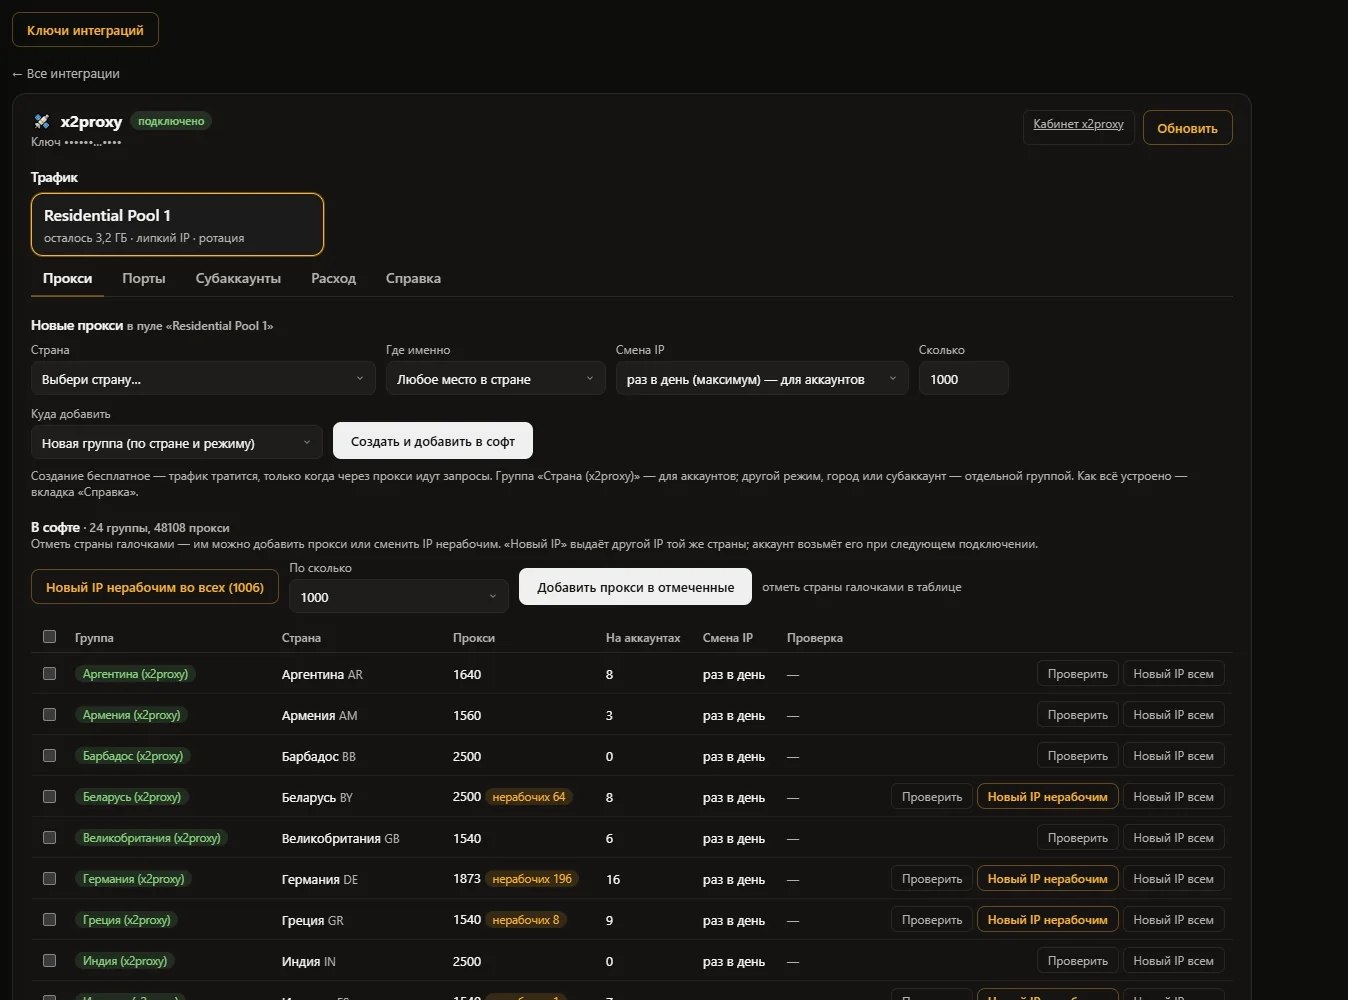 Ключи интеграций
← Все интеграции
x2proxy подключено
Ключ ••••••...••••
Кабинет x2proxy
Обновить
Трафик
Residential Pool 1
осталось 3,2 ГБ · липкий IP · ротация
Прокси Порты Субаккаунты Расход Справка
Новые прокси в пуле «Residential Pool 1»
Страна Где именно Смена IP Сколько
Выбери страну... Любое место в стране раз в день (максимум) — для аккаунтов 1000
Куда добавить
Новая группа (по стране и режиму) Создать и добавить в софт
Создание бесплатное — трафик тратится, только когда через прокси идут запросы. Группа «Страна (x2proxy)» — для аккаунтов; другой режим, город или субаккаунт — отдельной группой. Как всё устроено —
вкладка «Справка».
В софте · 24 группы, 48108 прокси
Отметь страны галочками — им можно добавить прокси или сменить IP нерабочим. «Новый IP» выдаёт другой IP той же страны; аккаунт возьмёт его при следующем подключении.
По сколько
Новый IP нерабочим во всех (1006) 1000 Добавить прокси в отмеченные отметь страны галочками в таблице
Группа Страна Прокси На аккаунтах Смена IP Проверка
Аргентина (x2proxy) Аргентина AR 1640 8 раз в день — Проверить Новый IP всем
Армения (x2proxy) Армения AM 1560 3 раз в день — Проверить Новый IP всем
Барбадос (x2proxy) Барбадос BB 2500 0 раз в день — Проверить Новый IP всем
Беларусь (x2proxy) Беларусь BY 2500 нерабочих 64 8 раз в день — Проверить Новый IP нерабочим Новый IP всем
Великобритания (x2proxy) Великобритания GB 1540 6 раз в день — Проверить Новый IP всем
Германия (x2proxy) Германия DE 1873 нерабочих 196 16 раз в день — Проверить Новый IP нерабочим Новый IP всем
Греция (x2proxy) Греция GR 1540 нерабочих 8 9 раз в день — Проверить Новый IP нерабочим Новый IP всем
Индия (x2proxy) Индия IN 2500 0 раз в день — Проверить Новый IP всем